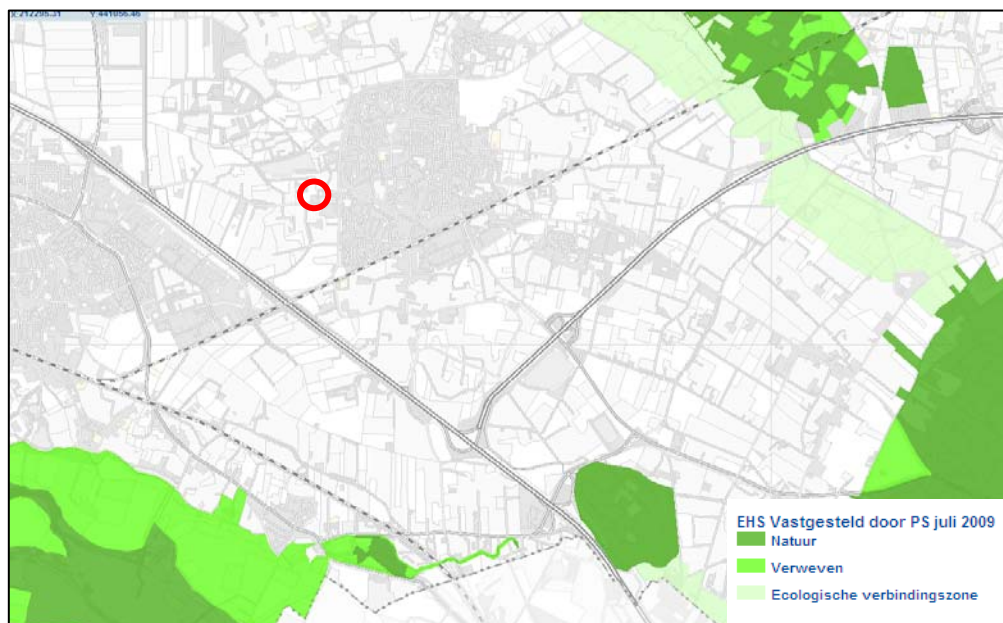 X:212295.31 Y:441056.46
EHS Vastgesteld door PS juli 2009
Natuur
Verweven
Ecologische verbindingszone